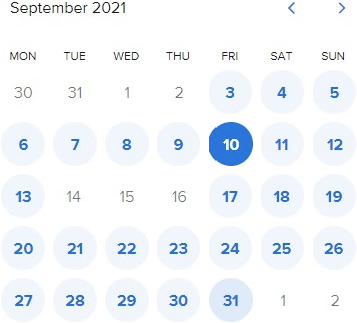 September 2021
MON TUE WED THU FRI SAT SUN
30 31 1 2 3 4 5
6 7 8 9 10 11 12
13 14 15 16 17 18 19
20 21 22 23 24 25 26
27 28 29 30 31 1 2